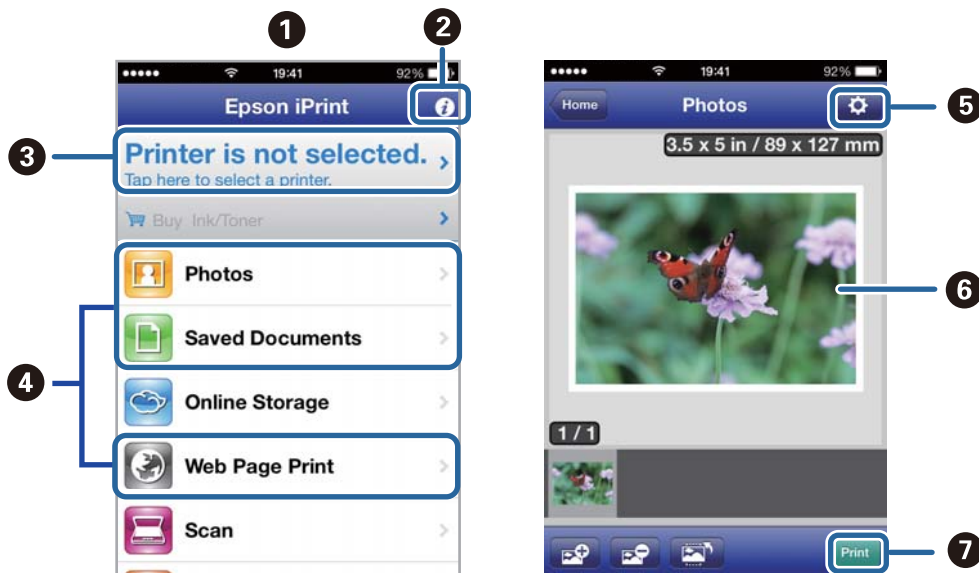 1
2
19:41
92%
Epson iPrint
i
3
Printer is not selected.
Tap here to select a printer.
Buy Ink/Toner
Photos
Saved Documents
4
Online Storage
Web Page Print
Scan
19:41
92%
Home
Photos
5
3.5 x 5 in / 89 x 127 mm
6
1 / 1
Print
7